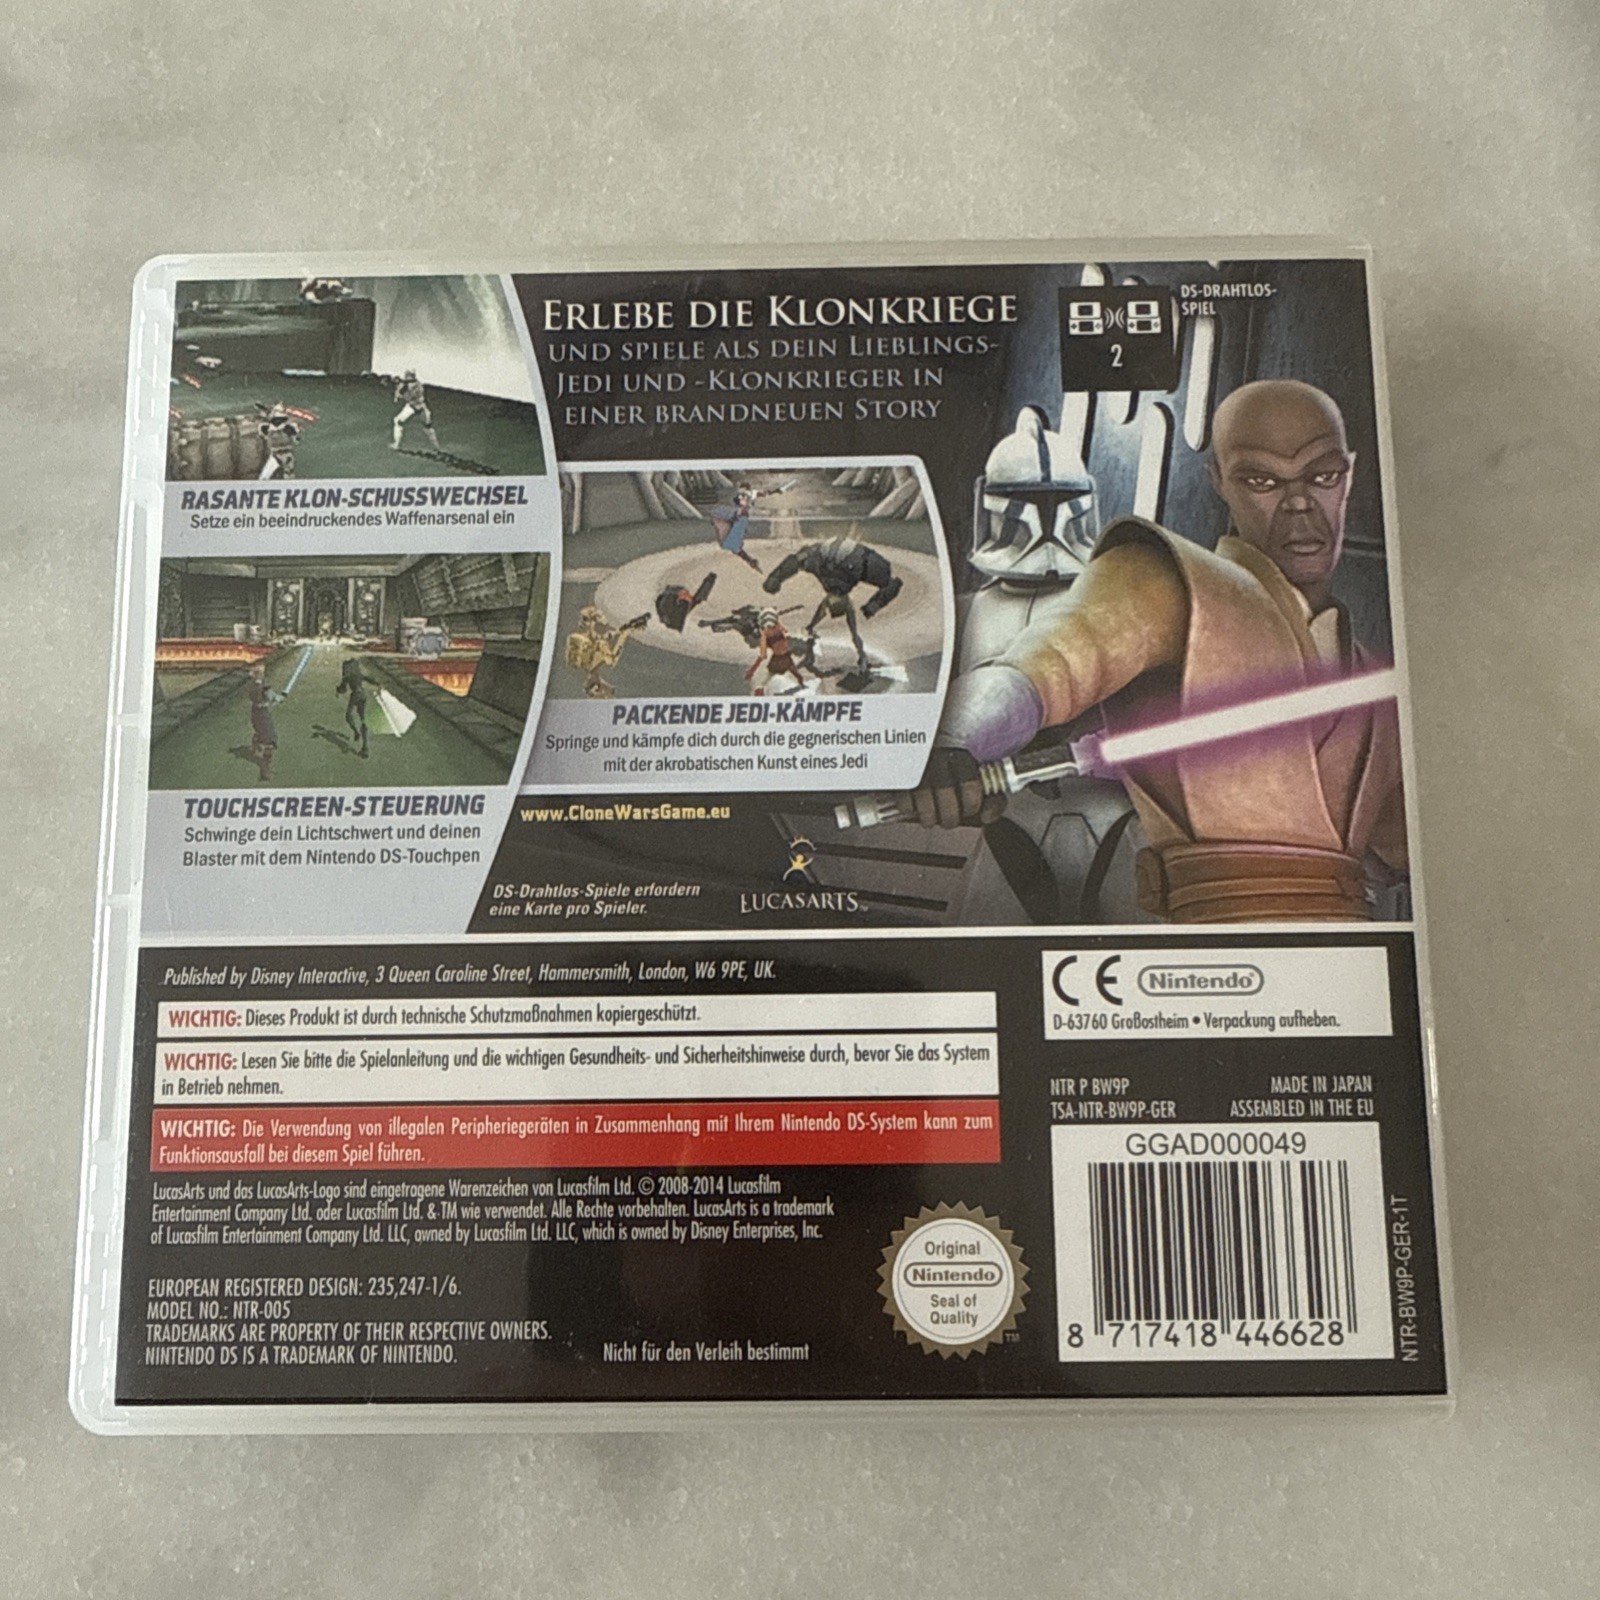 ERLEBE DIE KLONKRIEGE
UND SPIELE ALS DEIN LIEBLINGS-
JEDI UND -KLONKRIEGER IN
EINER BRANDNEUEN STORY
DS-DRAHTLOS-
SPIEL
2
RASANTE KLON-SCHUSSWECHSEL
Setze ein beeindruckendes Waffenarsenal ein
PACKENDE JEDI-KÄMPFE
Springe und kämpfe dich durch die gegnerischen Linien
mit der akrobatischen Kunst eines Jedi
TOUCHSCREEN-STEUERUNG
Schwinge dein Lichtschwert und deinen
Blaster mit dem Nintendo DS-Touchpen
www.CloneWarsGame.eu
DS-Drahtlos-Spiele erfordern
eine Karte pro Spieler.
LUCASARTS™
Published by Disney Interactive, 3 Queen Caroline Street, Hammersmith, London, W6 9PE, UK.
WICHTIG: Dieses Produkt ist durch technische Schutzmaßnahmen kopiergeschützt.
WICHTIG: Lesen Sie bitte die Spielanleitung und die wichtigen Gesundheits- und Sicherheitshinweise durch, bevor Sie das System
in Betrieb nehmen.
WICHTIG: Die Verwendung von illegalen Peripheriegeräten in Zusammenhang mit Ihrem Nintendo DS-System kann zum
Funktionsausfall bei diesem Spiel führen.
LucasArts und das LucasArts-Logo sind eingetragene Warenzeichen von Lucasfilm Ltd. © 2008-2014 Lucasfilm
Entertainment Company Ltd. oder Lucasfilm Ltd. & TM wie verwendet. Alle Rechte vorbehalten. LucasArts is a trademark
of Lucasfilm Entertainment Company Ltd. LLC, owned by Lucasfilm Ltd. LLC, which is owned by Disney Enterprises, Inc.
EUROPEAN REGISTERED DESIGN: 235,247-1/6.
MODEL NO.: NTR-005
TRADEMARKS ARE PROPERTY OF THEIR RESPECTIVE OWNERS.
NINTENDO DS IS A TRADEMARK OF NINTENDO.
Nicht für den Verleih bestimmt
Original
Nintendo
Seal of
Quality
TM
CE Nintendo®
D-63760 Großostheim • Verpackung aufheben.
NTR P BW9P MADE IN JAPAN
TSA-NTR-BW9P-GER ASSEMBLED IN THE EU
GGAD000049
8 717418 446628
NTR-BW9P-GER-1T